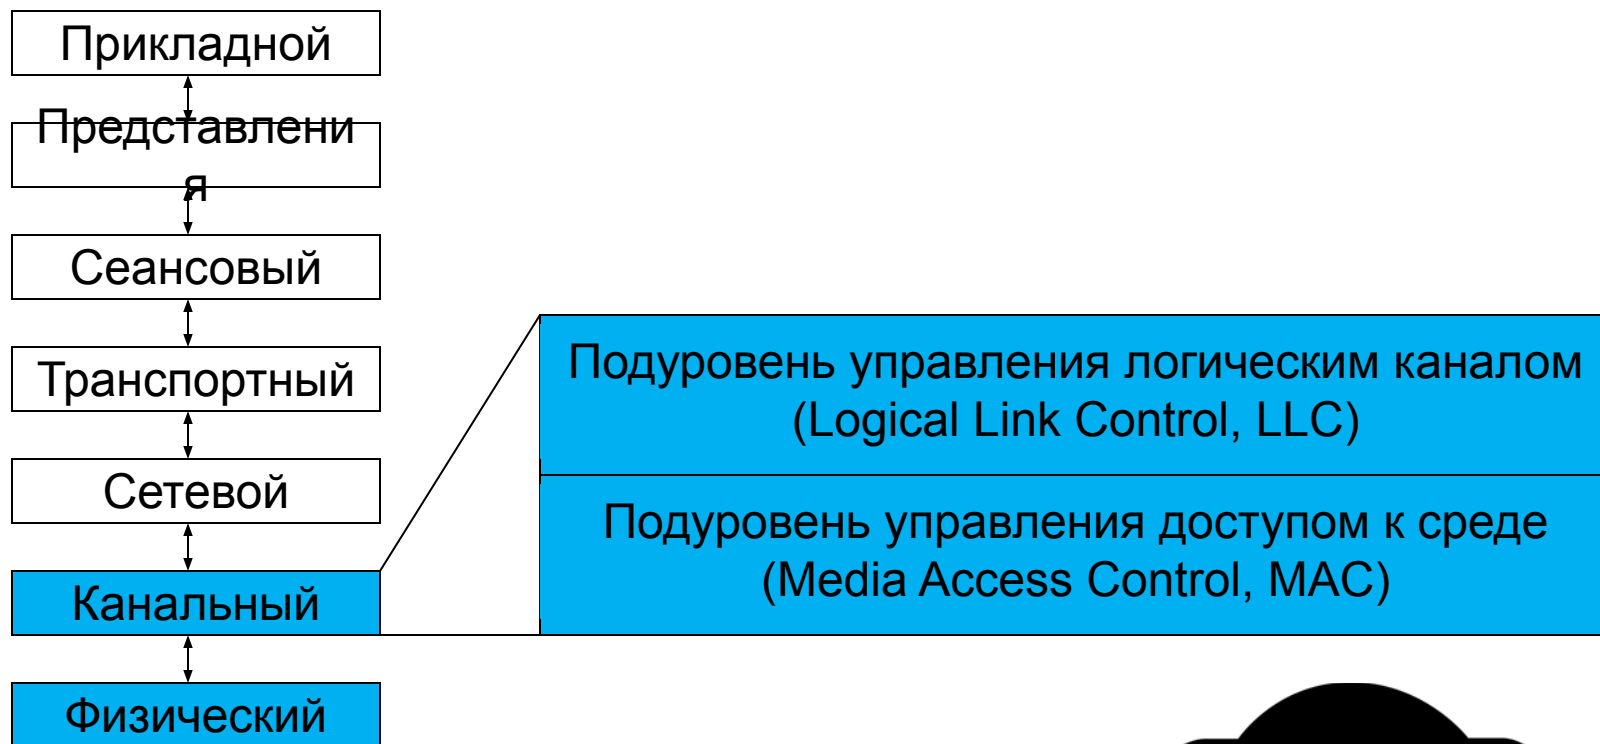 Прикладной
Представлени
я
Сеансовый
Транспортный
Сетевой
Канальный
Физический
Подуровень управления логическим каналом
(Logical Link Control, LLC)
Подуровень управления доступом к среде
(Media Access Control, MAC)